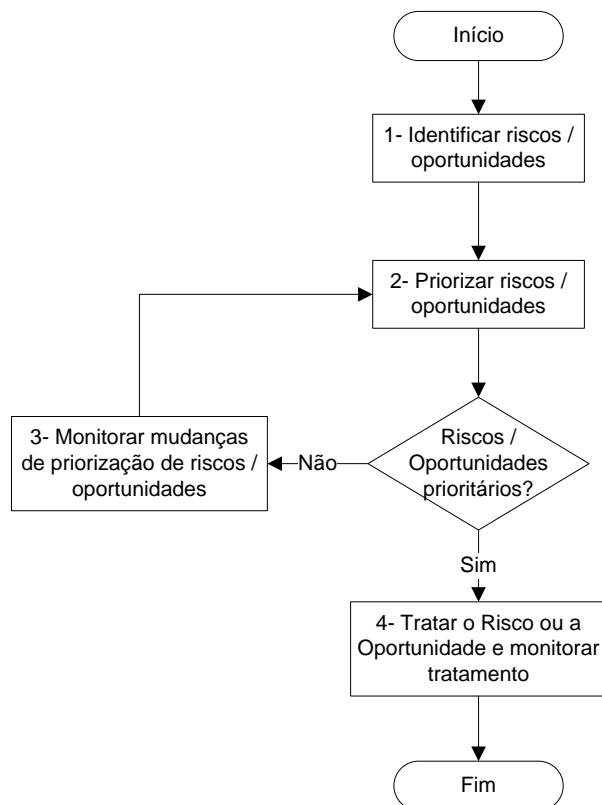 Início
1- Identificar riscos /
oportunidades
2- Priorizar riscos /
oportunidades
3- Monitorar mudanças
de priorização de riscos /
oportunidades
Não
Riscos /
Oportunidades
prioritários?
Sim
4- Tratar o Risco ou a
Oportunidade e monitorar
tratamento
Fim